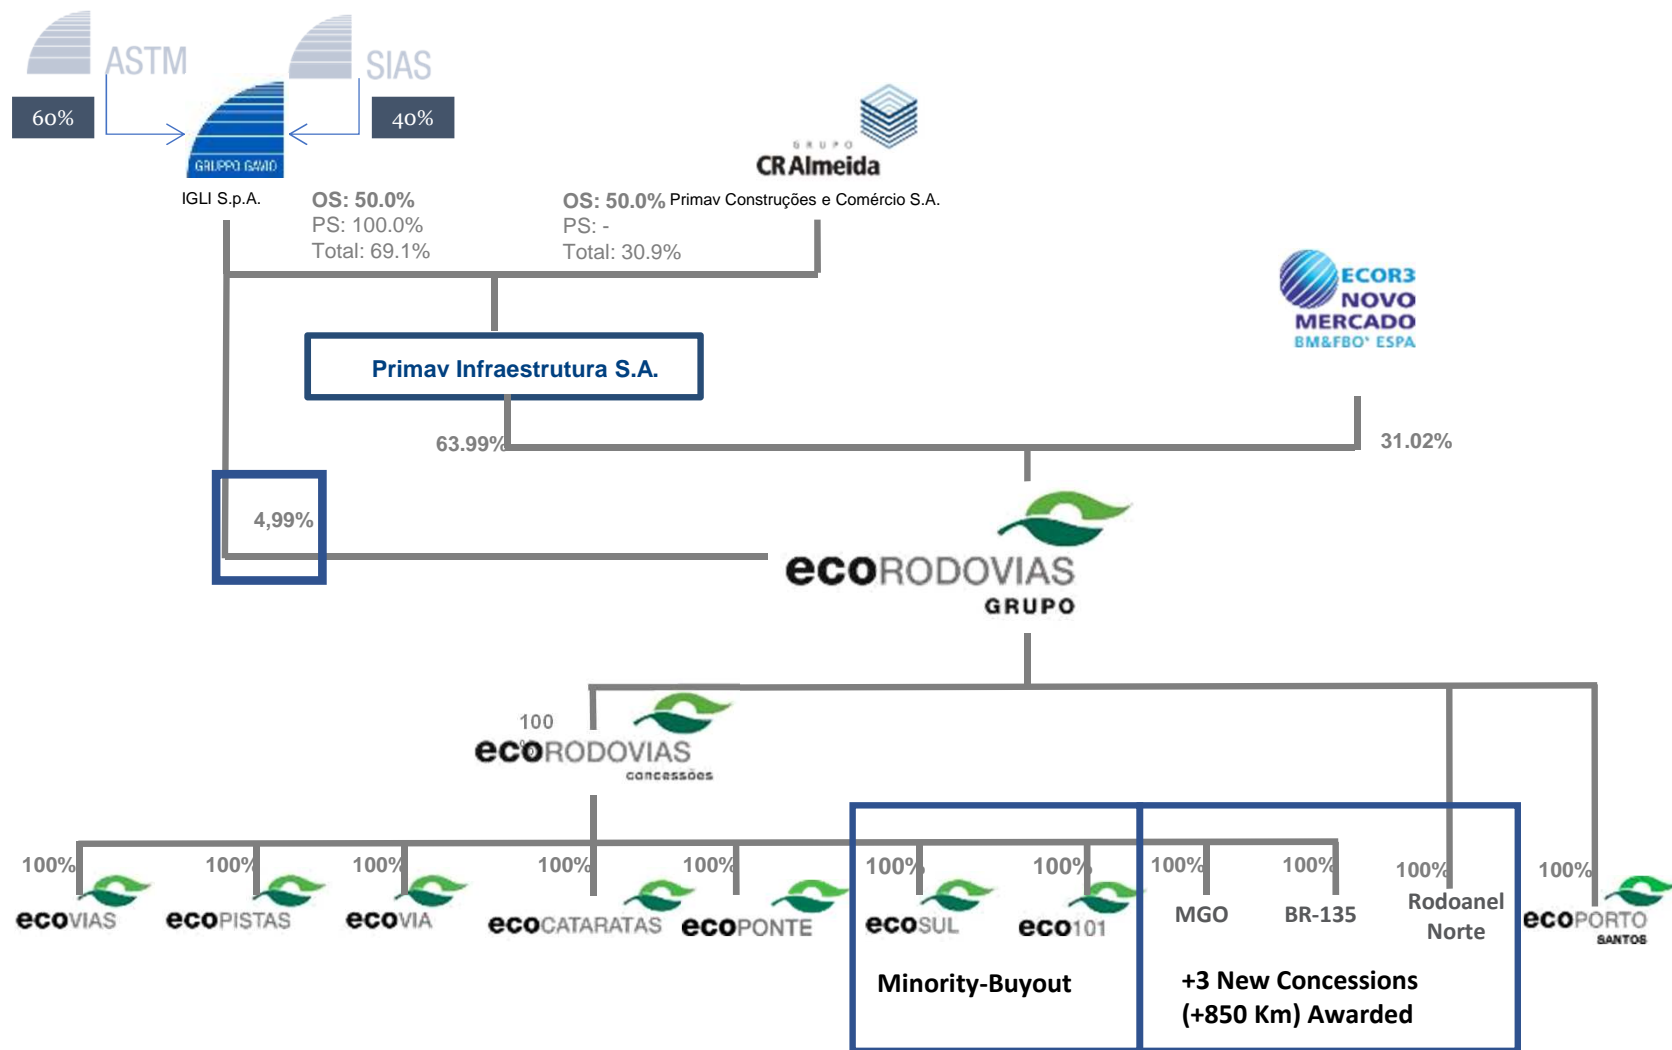 ASTM
SIAS
60%
40%
GRUPPO GAVIO
GRUPO
CR Almeida
IGLI S.p.A.
OS: 50.0%
PS: 100.0%
Total: 69.1%
OS: 50.0%
PS: -
Total: 30.9%
Primav Construções e Comércio S.A.
ECOR3
NOVO
MERCADO
BM&FBO* ESPA
Primav Infraestrutura S.A.
63.99%
31.02%
4,99%
ecoRODOVIAS
GRUPO
100
%
ecoRODOVIAS
concessões
100% 100% 100% 100% 100% 100% 100% 100% 100% 100% 100%
ecoVIAS
ecoPISTAS
ecoVIA
ecoCATARATAS
ecoPONTE
ecoSUL
eco101
MGO
BR-135
Rodoanel
Norte
ecoPORTO
SANTOS
Minority-Buyout
+3 New Concessions
(+850 Km) Awarded